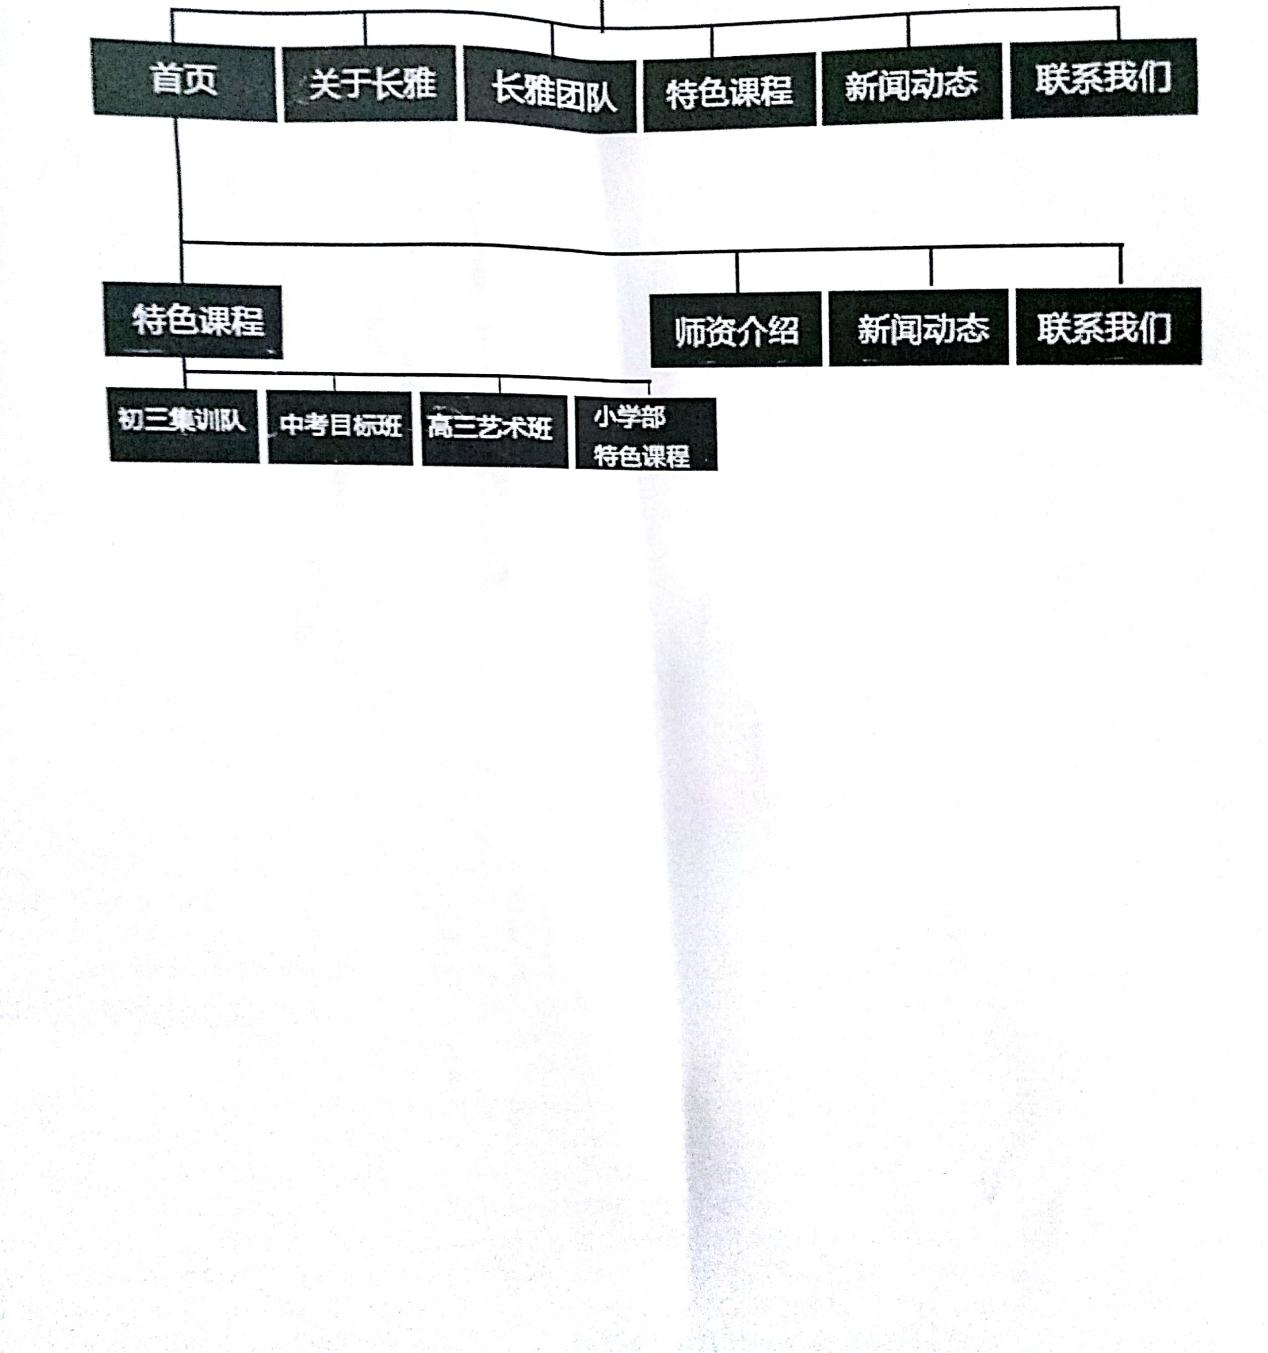 首页
关于长雅
长雅团队
特色课程
新闻动态
联系我们
特色课程
师资介绍
新闻动态
联系我们
初三集训队
中考目标班
高三艺术班
小学部
特色课程